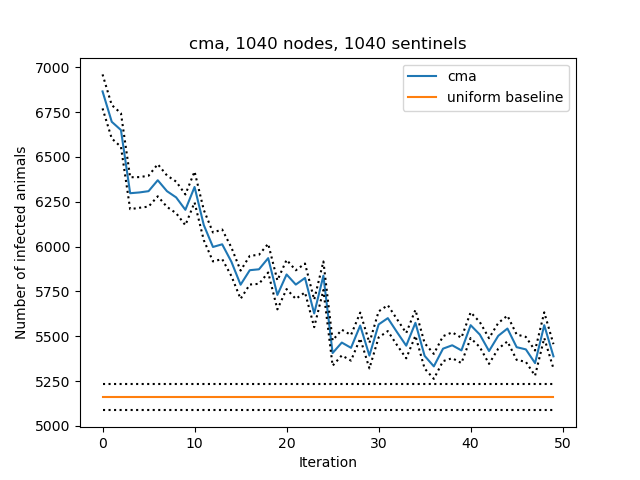 cma, 1040 nodes, 1040 sentinels
cma
uniform baseline
Number of infected animals
7000
6750
6500
6250
6000
5750
5500
5250
5000
0 10 20 30 40 50
Iteration